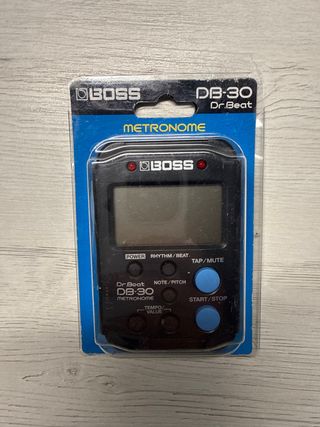 BOSS DB-30
Dr. Beat
METRONOME
BOSS
POWER RHYTHM/BEAT
TAP/MUTE
Dr. Beat NOTE/PITCH
DB-30
METRONOME START/STOP
TEMPO/
VALUE